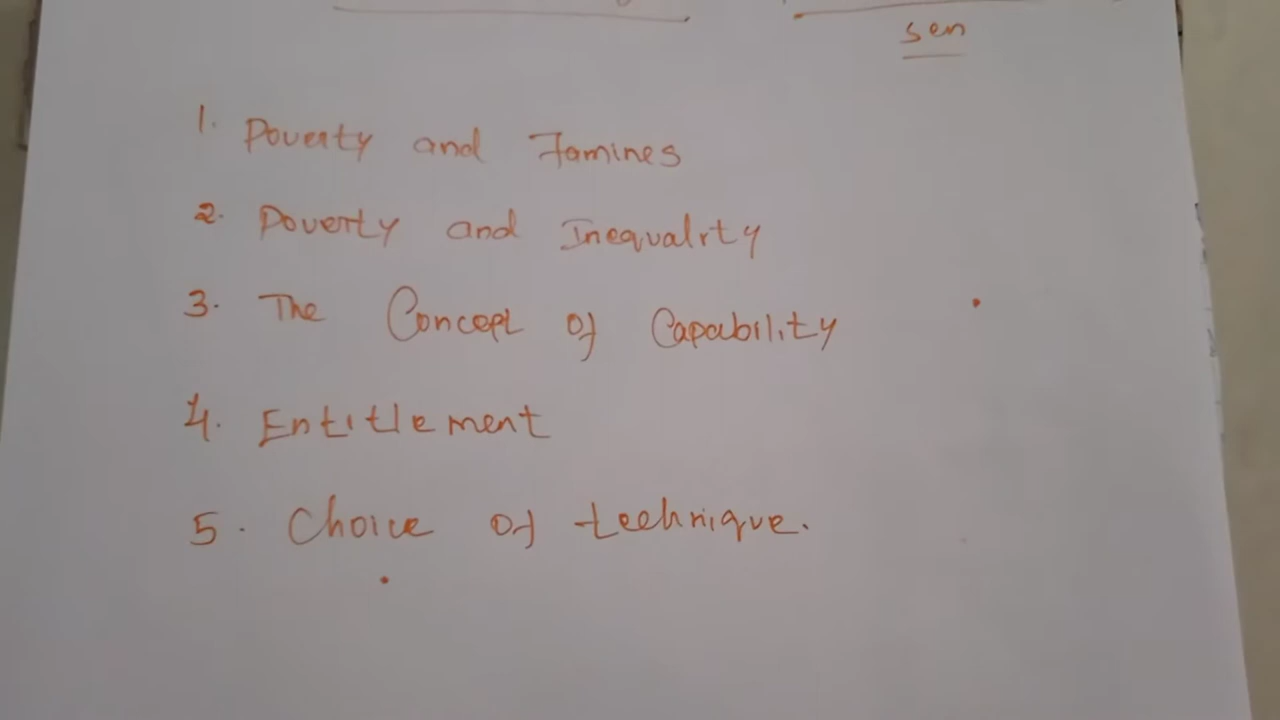 sen
1. Poverty and Famines
2. Poverty and Inequality
3. The Concept of Capability
4. Entitlement
5. Choice of technique.